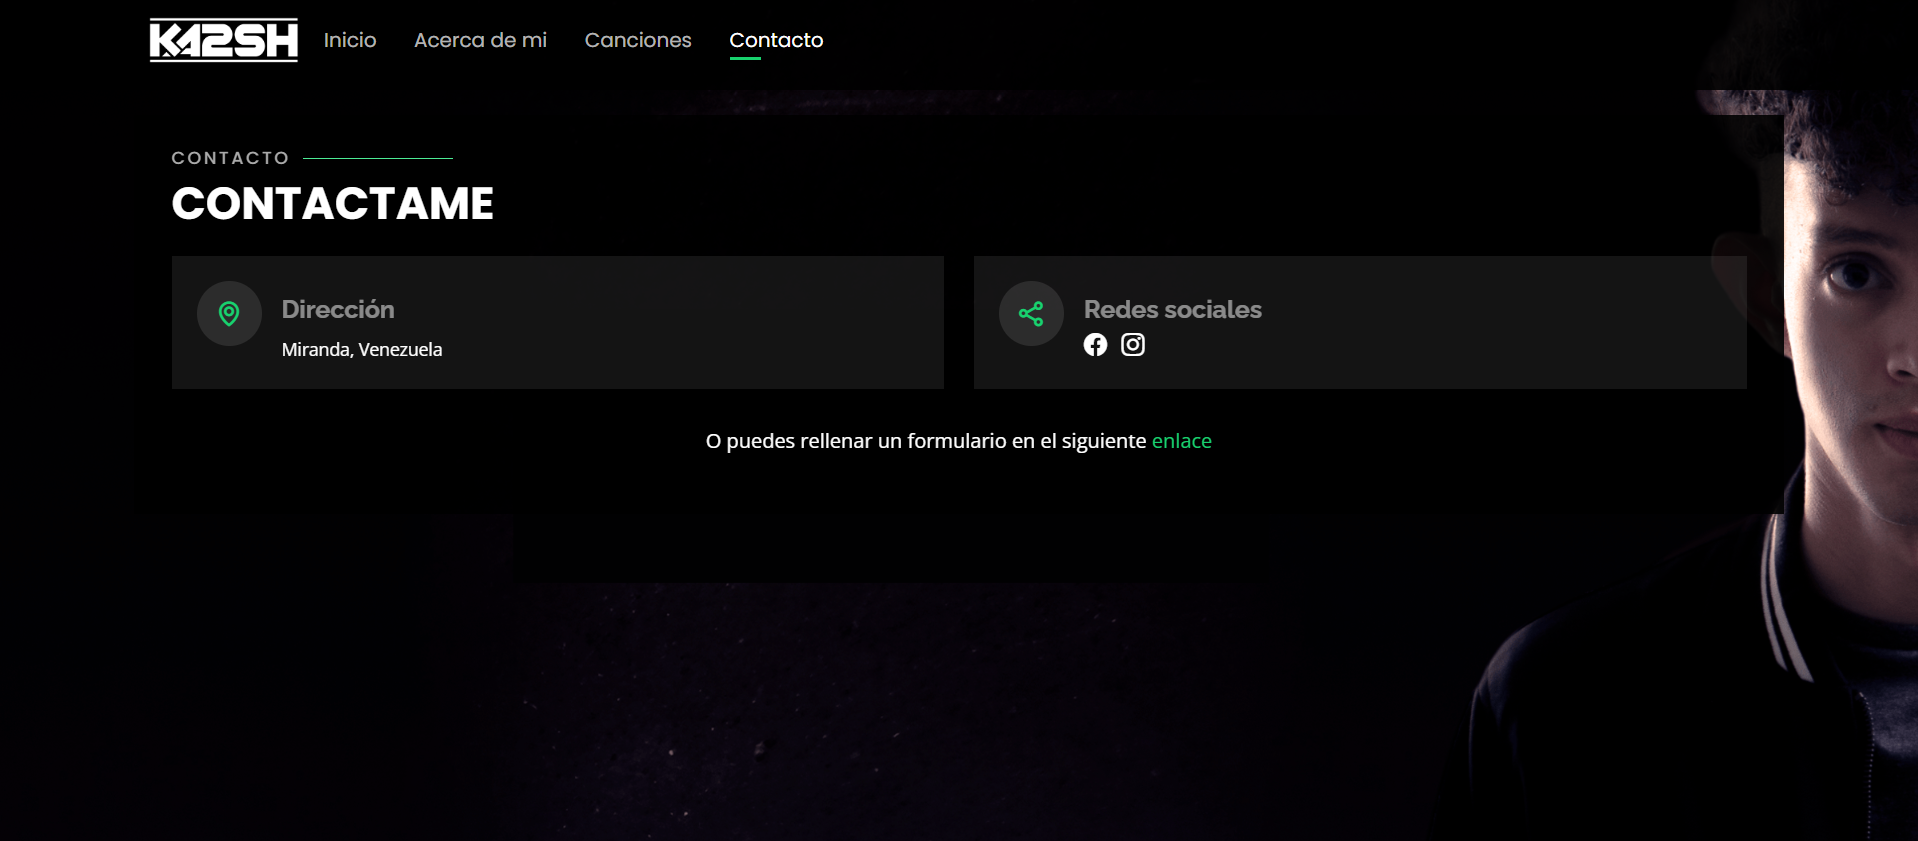 KA2SH Inicio Acerca de mi Canciones Contacto
CONTACTO
CONTACTAME
Dirección
Miranda, Venezuela
Redes sociales
O puedes rellenar un formulario en el siguiente enlace